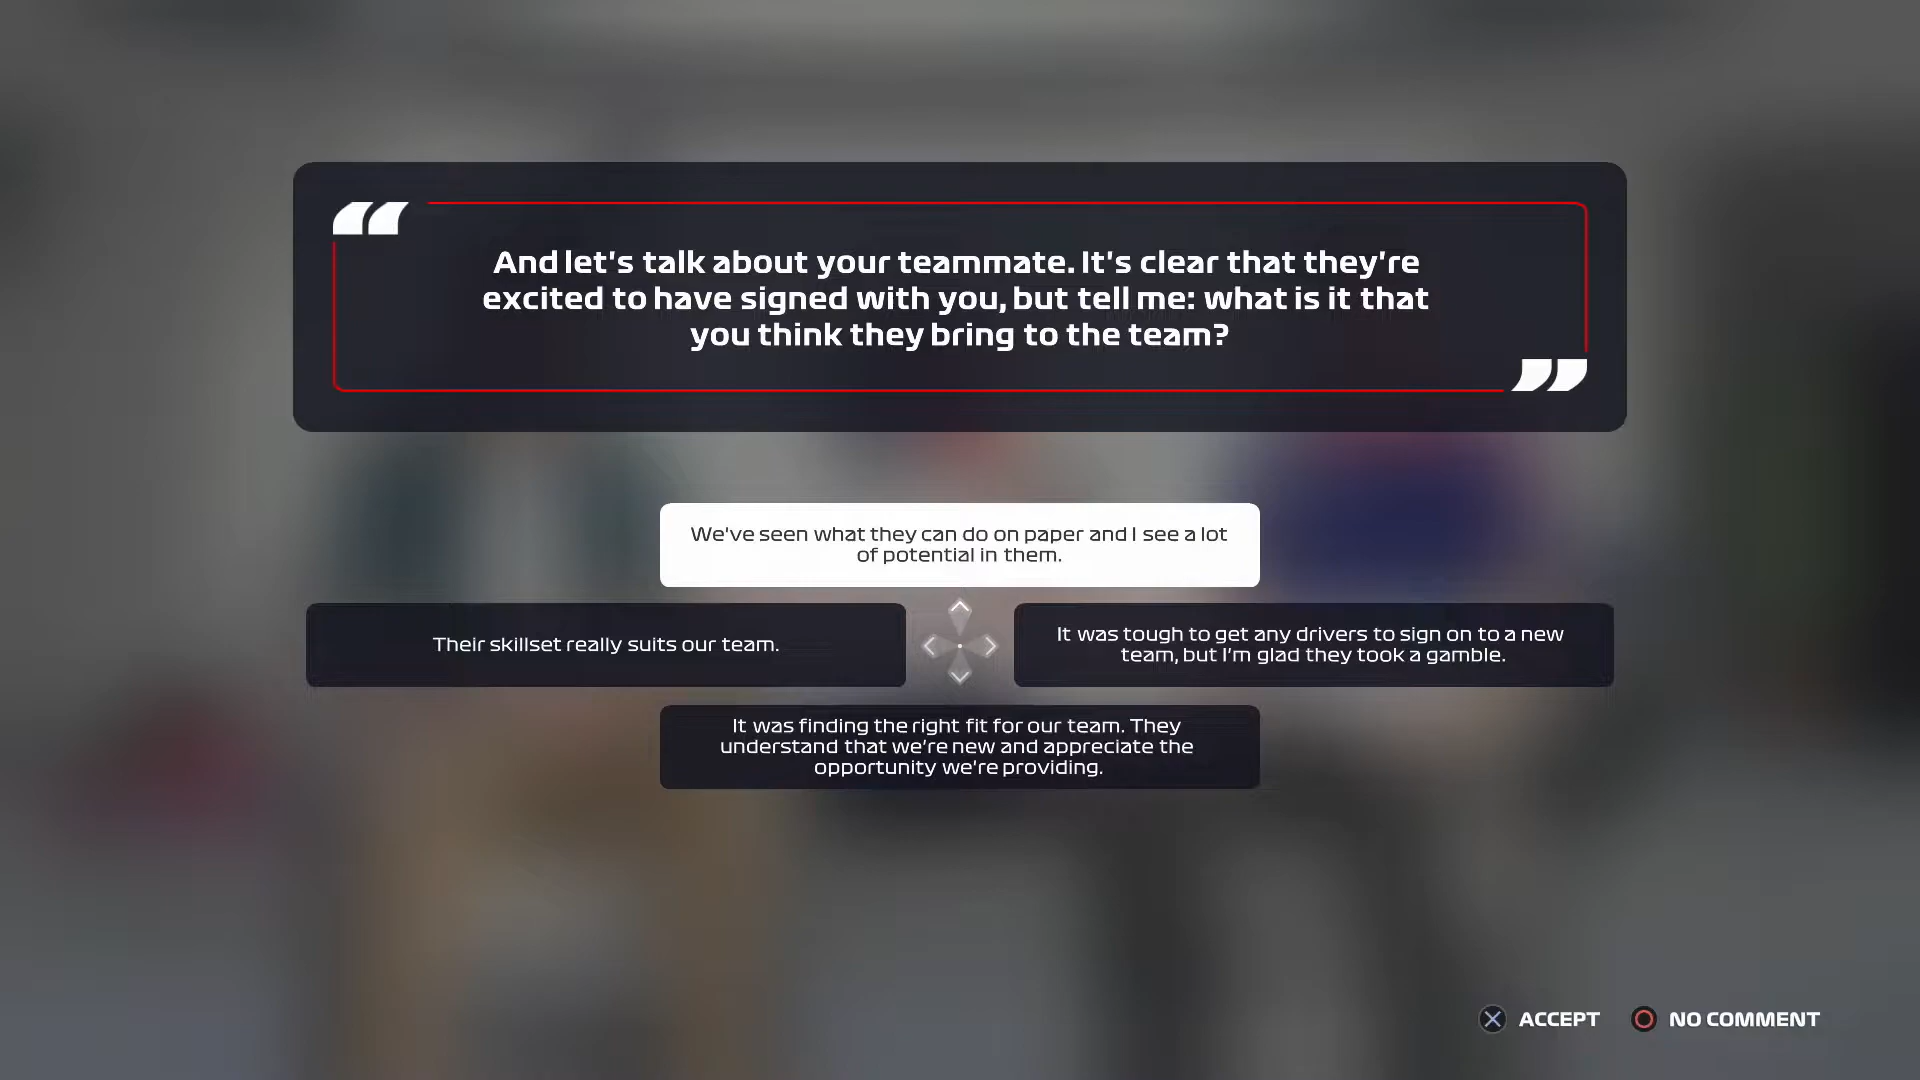 And let's talk about your teammate. It's clear that they're
excited to have signed with you, but tell me: what is it that
you think they bring to the team?
We've seen what they can do on paper and I see a lot
of potential in them.
Their skillset really suits our team.
It was tough to get any drivers to sign on to a new
team, but I'm glad they took a gamble.
It was finding the right fit for our team. They
understand that we're new and appreciate the
opportunity we're providing.
ACCEPT
NO COMMENT